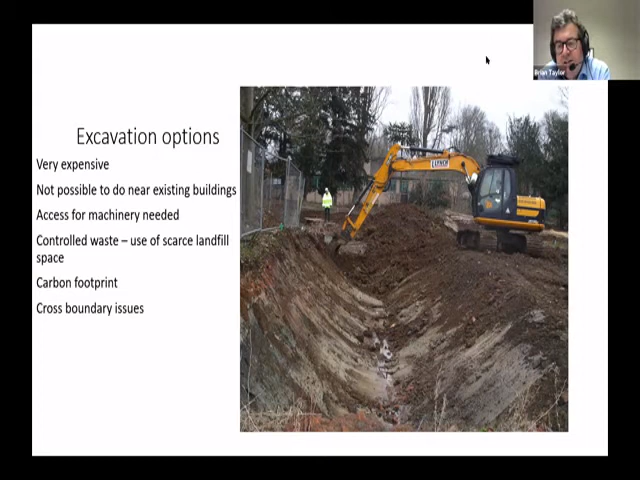 Brian Taylor
Excavation options
Very expensive
Not possible to do near existing buildings
Access for machinery needed
Controlled waste – use of scarce landfill
space
Carbon footprint
Cross boundary issues
LYNCH